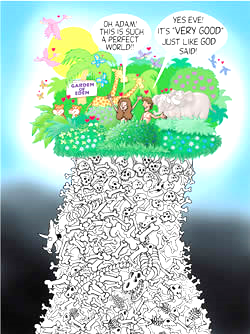 OH, ADAM!
THIS IS SUCH
A PERFECT
WORLD!!
YES EVE!
IT'S "VERY GOOD"
JUST LIKE GOD
SAID!
GARDEN
OF
EDEN